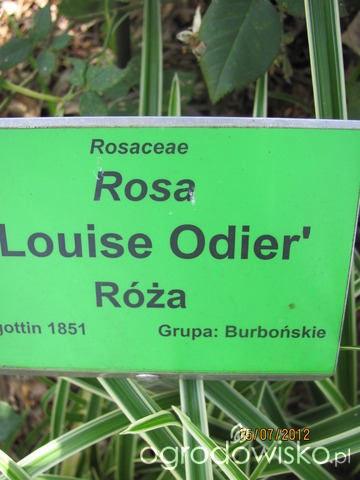 Rosaceae
Rosa
Louise Odier'
Róża
gottin 1851 Grupa: Burbońskie
15/07/2012
ogrodowisko.pl